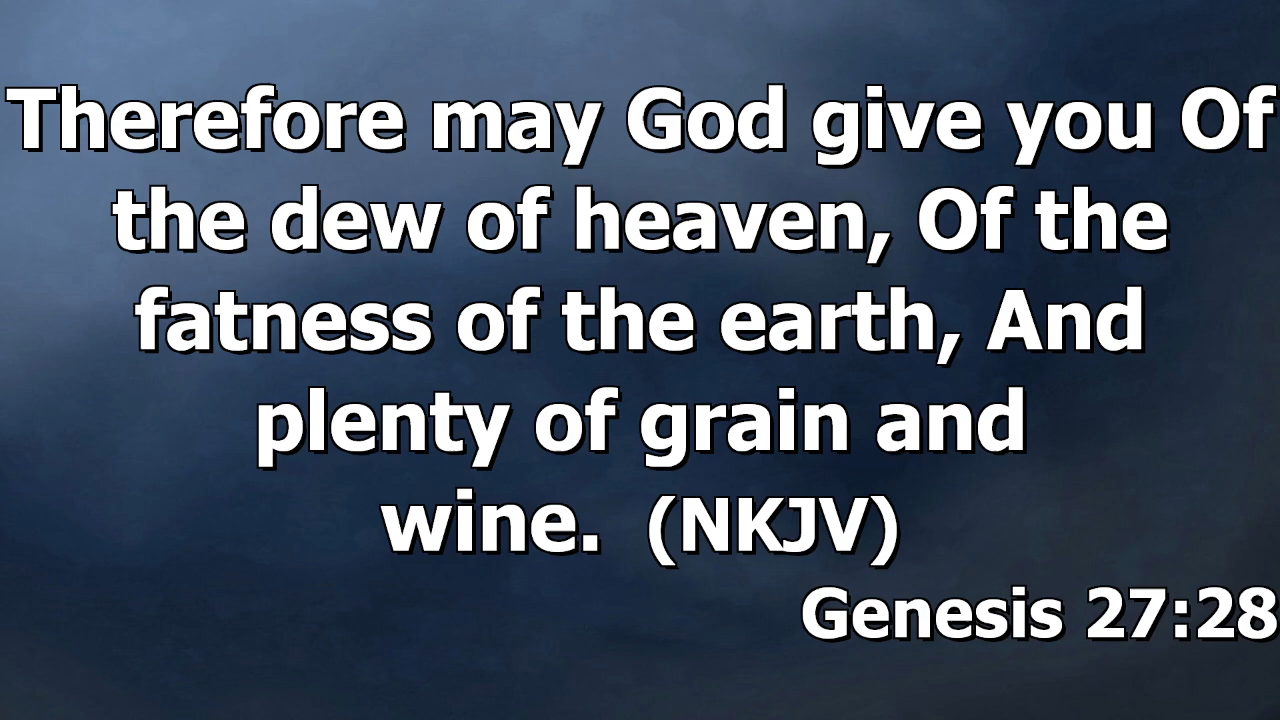 Therefore may God give you Of
the dew of heaven, Of the
fatness of the earth, And
plenty of grain and
wine.  (NKJV)
Genesis 27:28